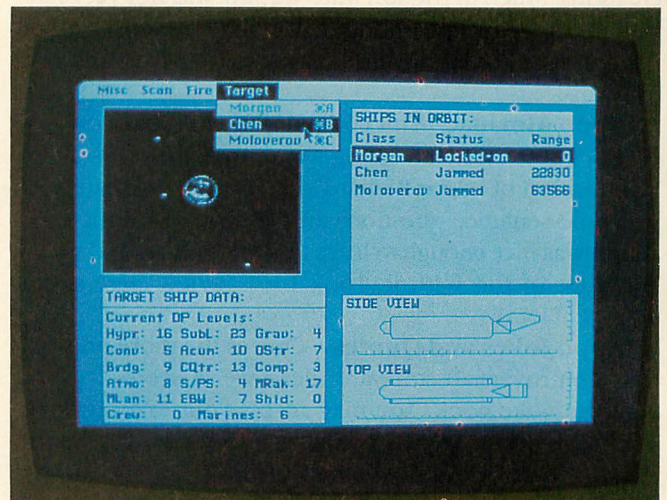 Misc Scan Fire Target
Morgan ⌘A
Chen ⌘B
Moloverov ⌘C
SHIPS IN ORBIT:
Class Status Range
Morgan Locked-on 0
Chen Jammed 22830
Moloverov Jammed 63566
TARGET SHIP DATA:
Current DP Levels:
Hypr: 16 SubL: 23 Grav: 4
Conv: 5 Acum: 10 OStr: 7
Brdg: 9 CQtr: 13 Comp: 3
Atmo: 8 S/PS: 4 MRak: 17
MLan: 11 EBW : 7 Shld: 0
Crew: 0 Marines: 6
SIDE VIEW
TOP VIEW